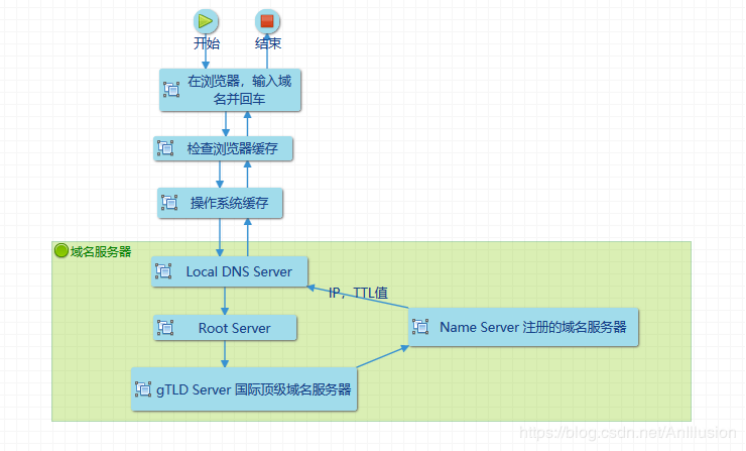 开始
结束
在浏览器，输入域
名并回车
检查浏览器缓存
操作系统缓存
域名服务器
Local DNS Server
IP，TTL值
Root Server
Name Server 注册的域名服务器
gTLD Server 国际顶级域名服务器
https://blog.csdn.net/AnIllusion